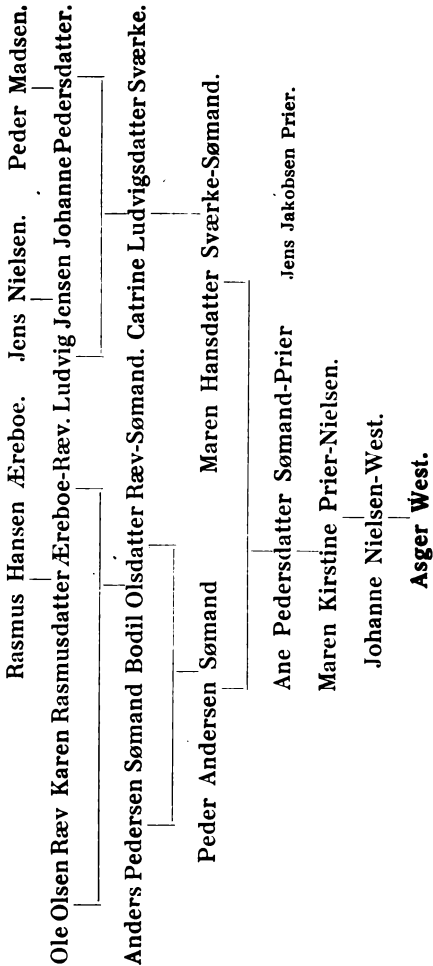 Rasmus Hansen Æreboe. Jens Nielsen. Peder Madsen.
Ole Olsen Ræv Karen Rasmusdatter Æreboe-Ræv. Ludvig Jensen Johanne Pedersdatter.
Anders Pedersen Sømand Bodil Olsdatter Ræv-Sømand. Catrine Ludvigsdatter Sværke.
Peder Andersen Sømand Maren Hansdatter Sværke-Sømand.
Ane Pedersdatter Sømand-Prier Jens Jakobsen Prier.
Maren Kirstine Prier-Nielsen.
Johanne Nielsen-West.
Asger West.